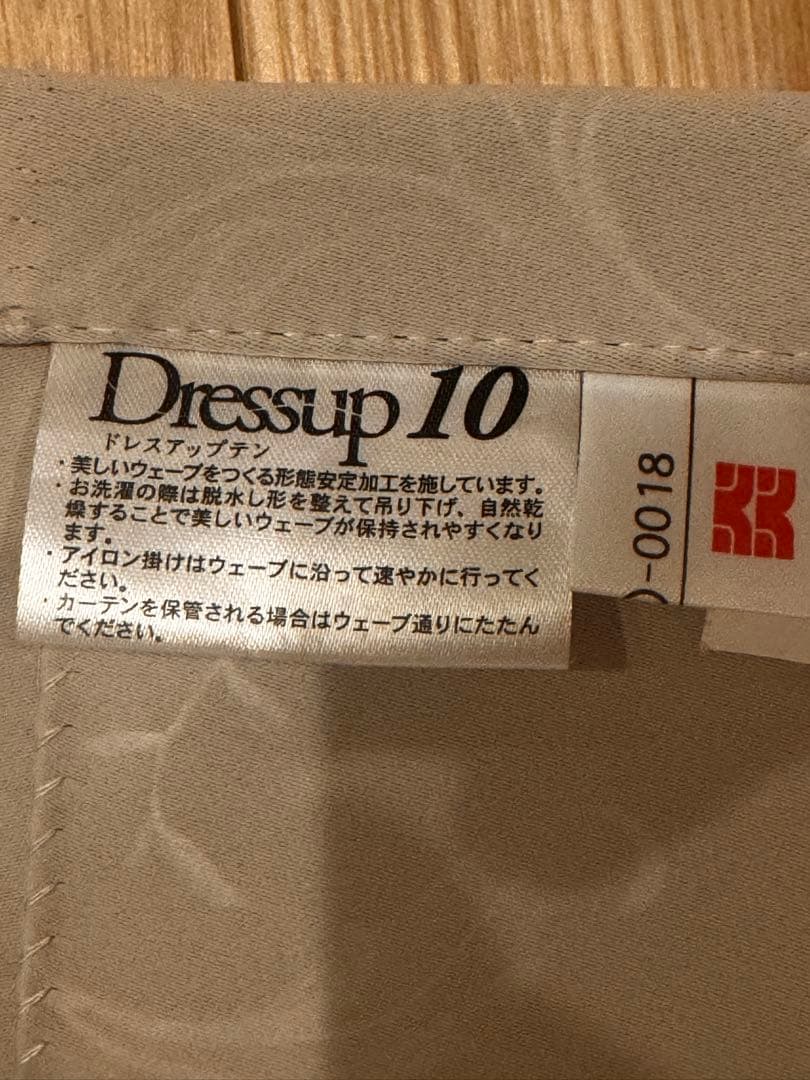 Dressup 10
ドレスアップテン
・美しいウェーブをつくる形態安定加工を施しています。
・お洗濯の際は脱水し形を整えて吊り下げ、自然乾
燥することで美しいウェーブが保持されやすくなり
ます。
・アイロン掛けはウェーブに沿って速やかに行ってく
ださい。
・カーテンを保管される場合はウェーブ通りにたたん
でください。
-0018